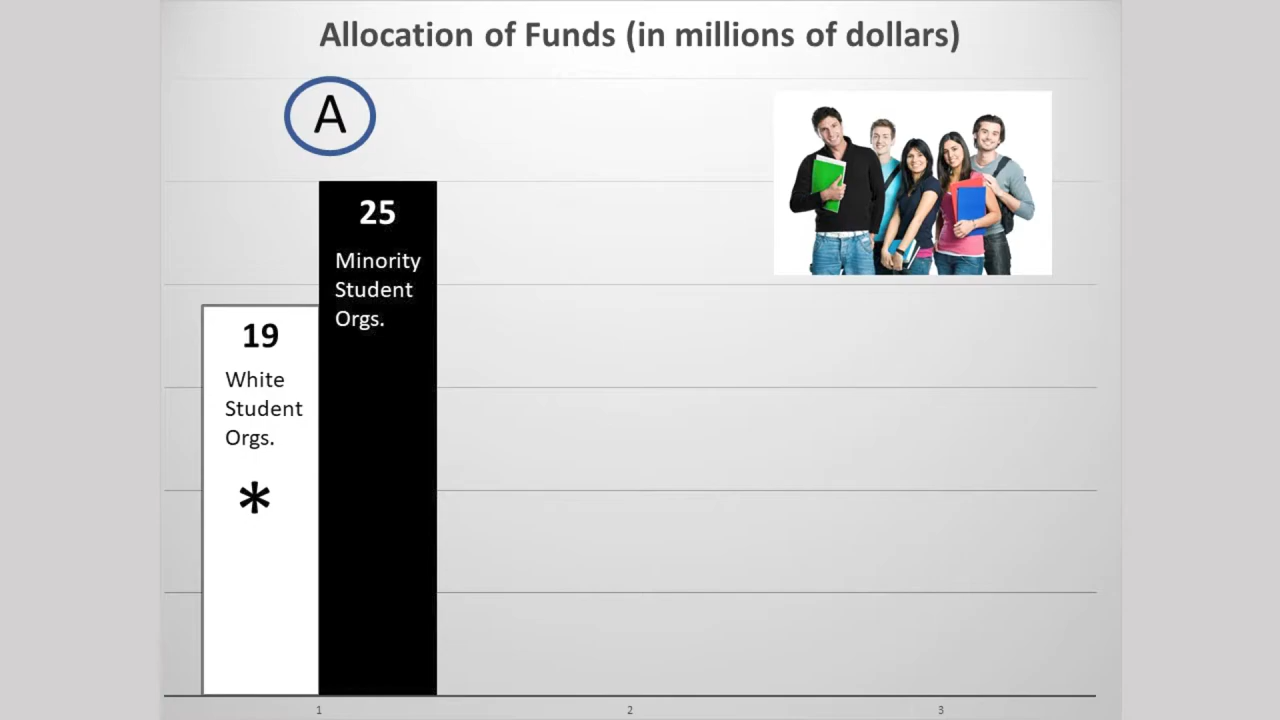 Allocation of Funds (in millions of dollars)
A
25
Minority
Student
Orgs.
19
White
Student
Orgs.
*
1
2
3